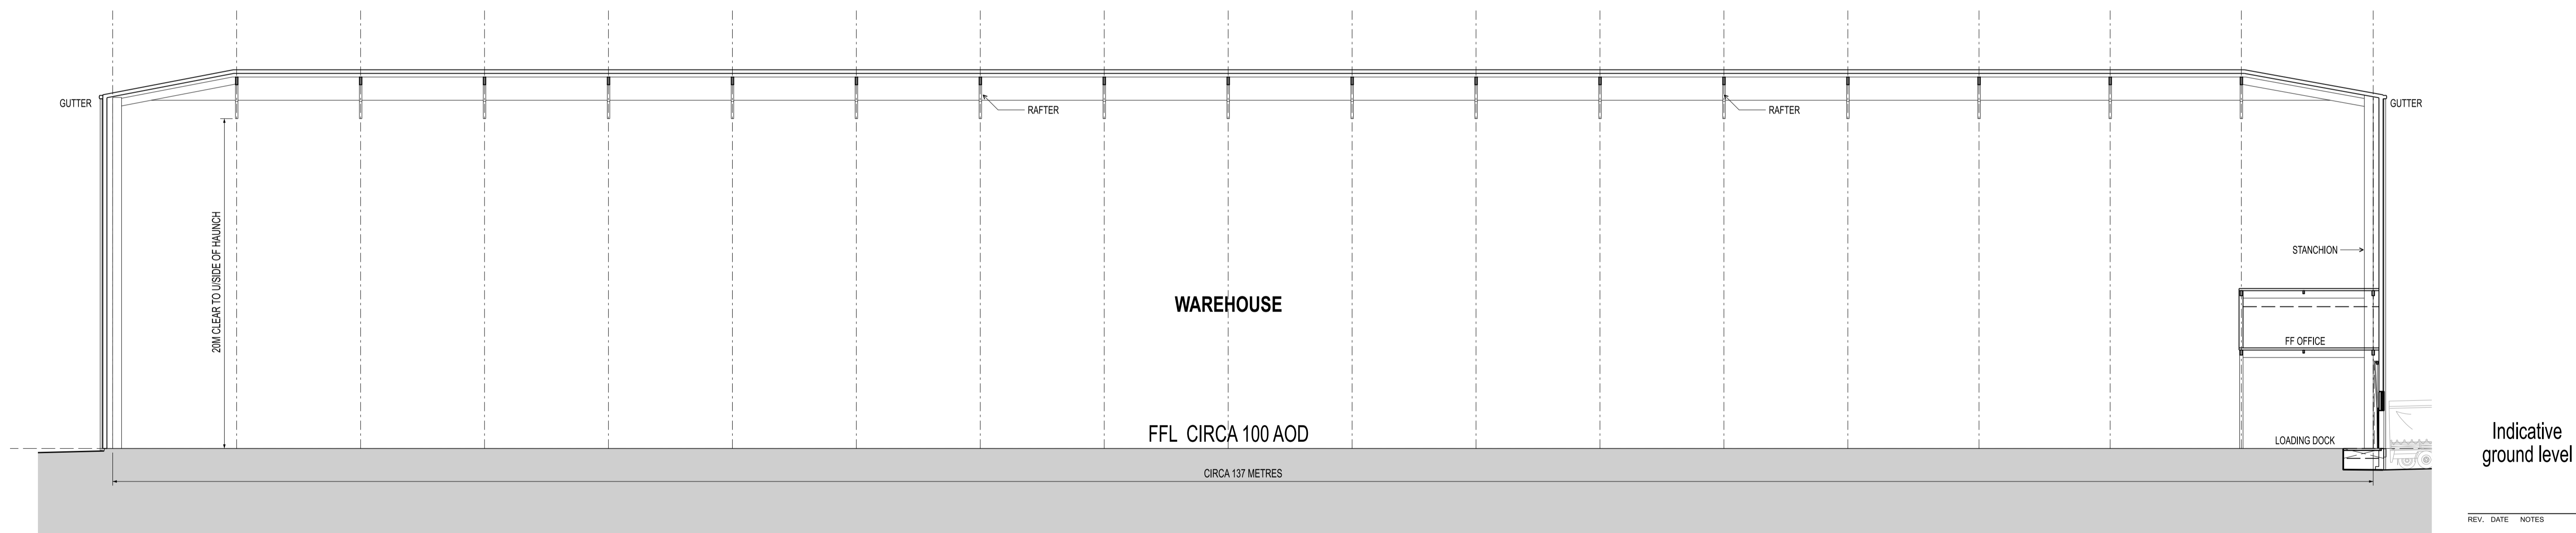 GUTTER
RAFTER
RAFTER
GUTTER
20M CLEAR TO U/SIDE OF HAUNCH
STANCHION
WAREHOUSE
FF OFFICE
FFL CIRCA 100 AOD
LOADING DOCK
CIRCA 137 METRES
Indicative
ground level
REV. DATE NOTES